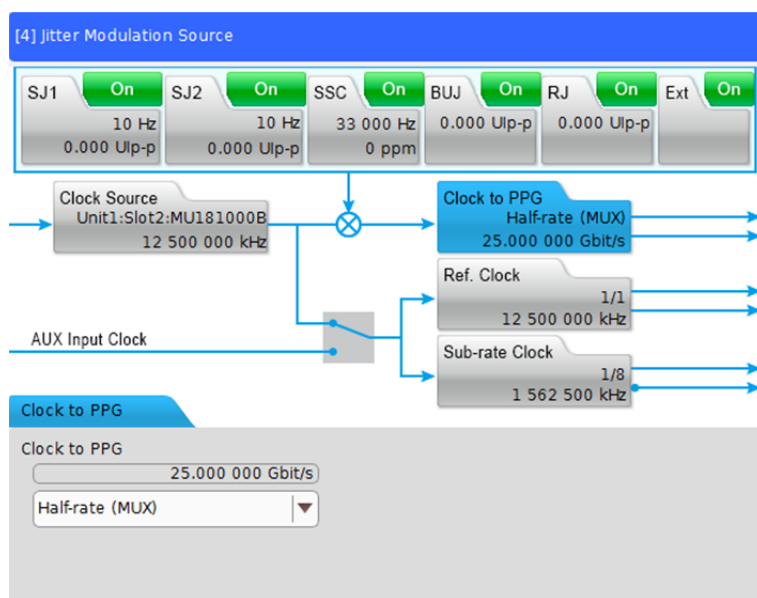 [4] Jitter Modulation Source
SJ1 On SJ2 On SSC On BUJ On RJ On Ext On
10 Hz 10 Hz 33 000 Hz 0.000 UIp-p 0.000 UIp-p
0.000 UIp-p 0.000 UIp-p 0 ppm
Clock Source
Unit1:Slot2:MU181000B
12 500 000 kHz
Clock to PPG
Half-rate (MUX)
25.000 000 Gbit/s
Ref. Clock
1/1
12 500 000 kHz
AUX Input Clock
Sub-rate Clock
1/8
1 562 500 kHz
Clock to PPG
Clock to PPG
25.000 000 Gbit/s
Half-rate (MUX)